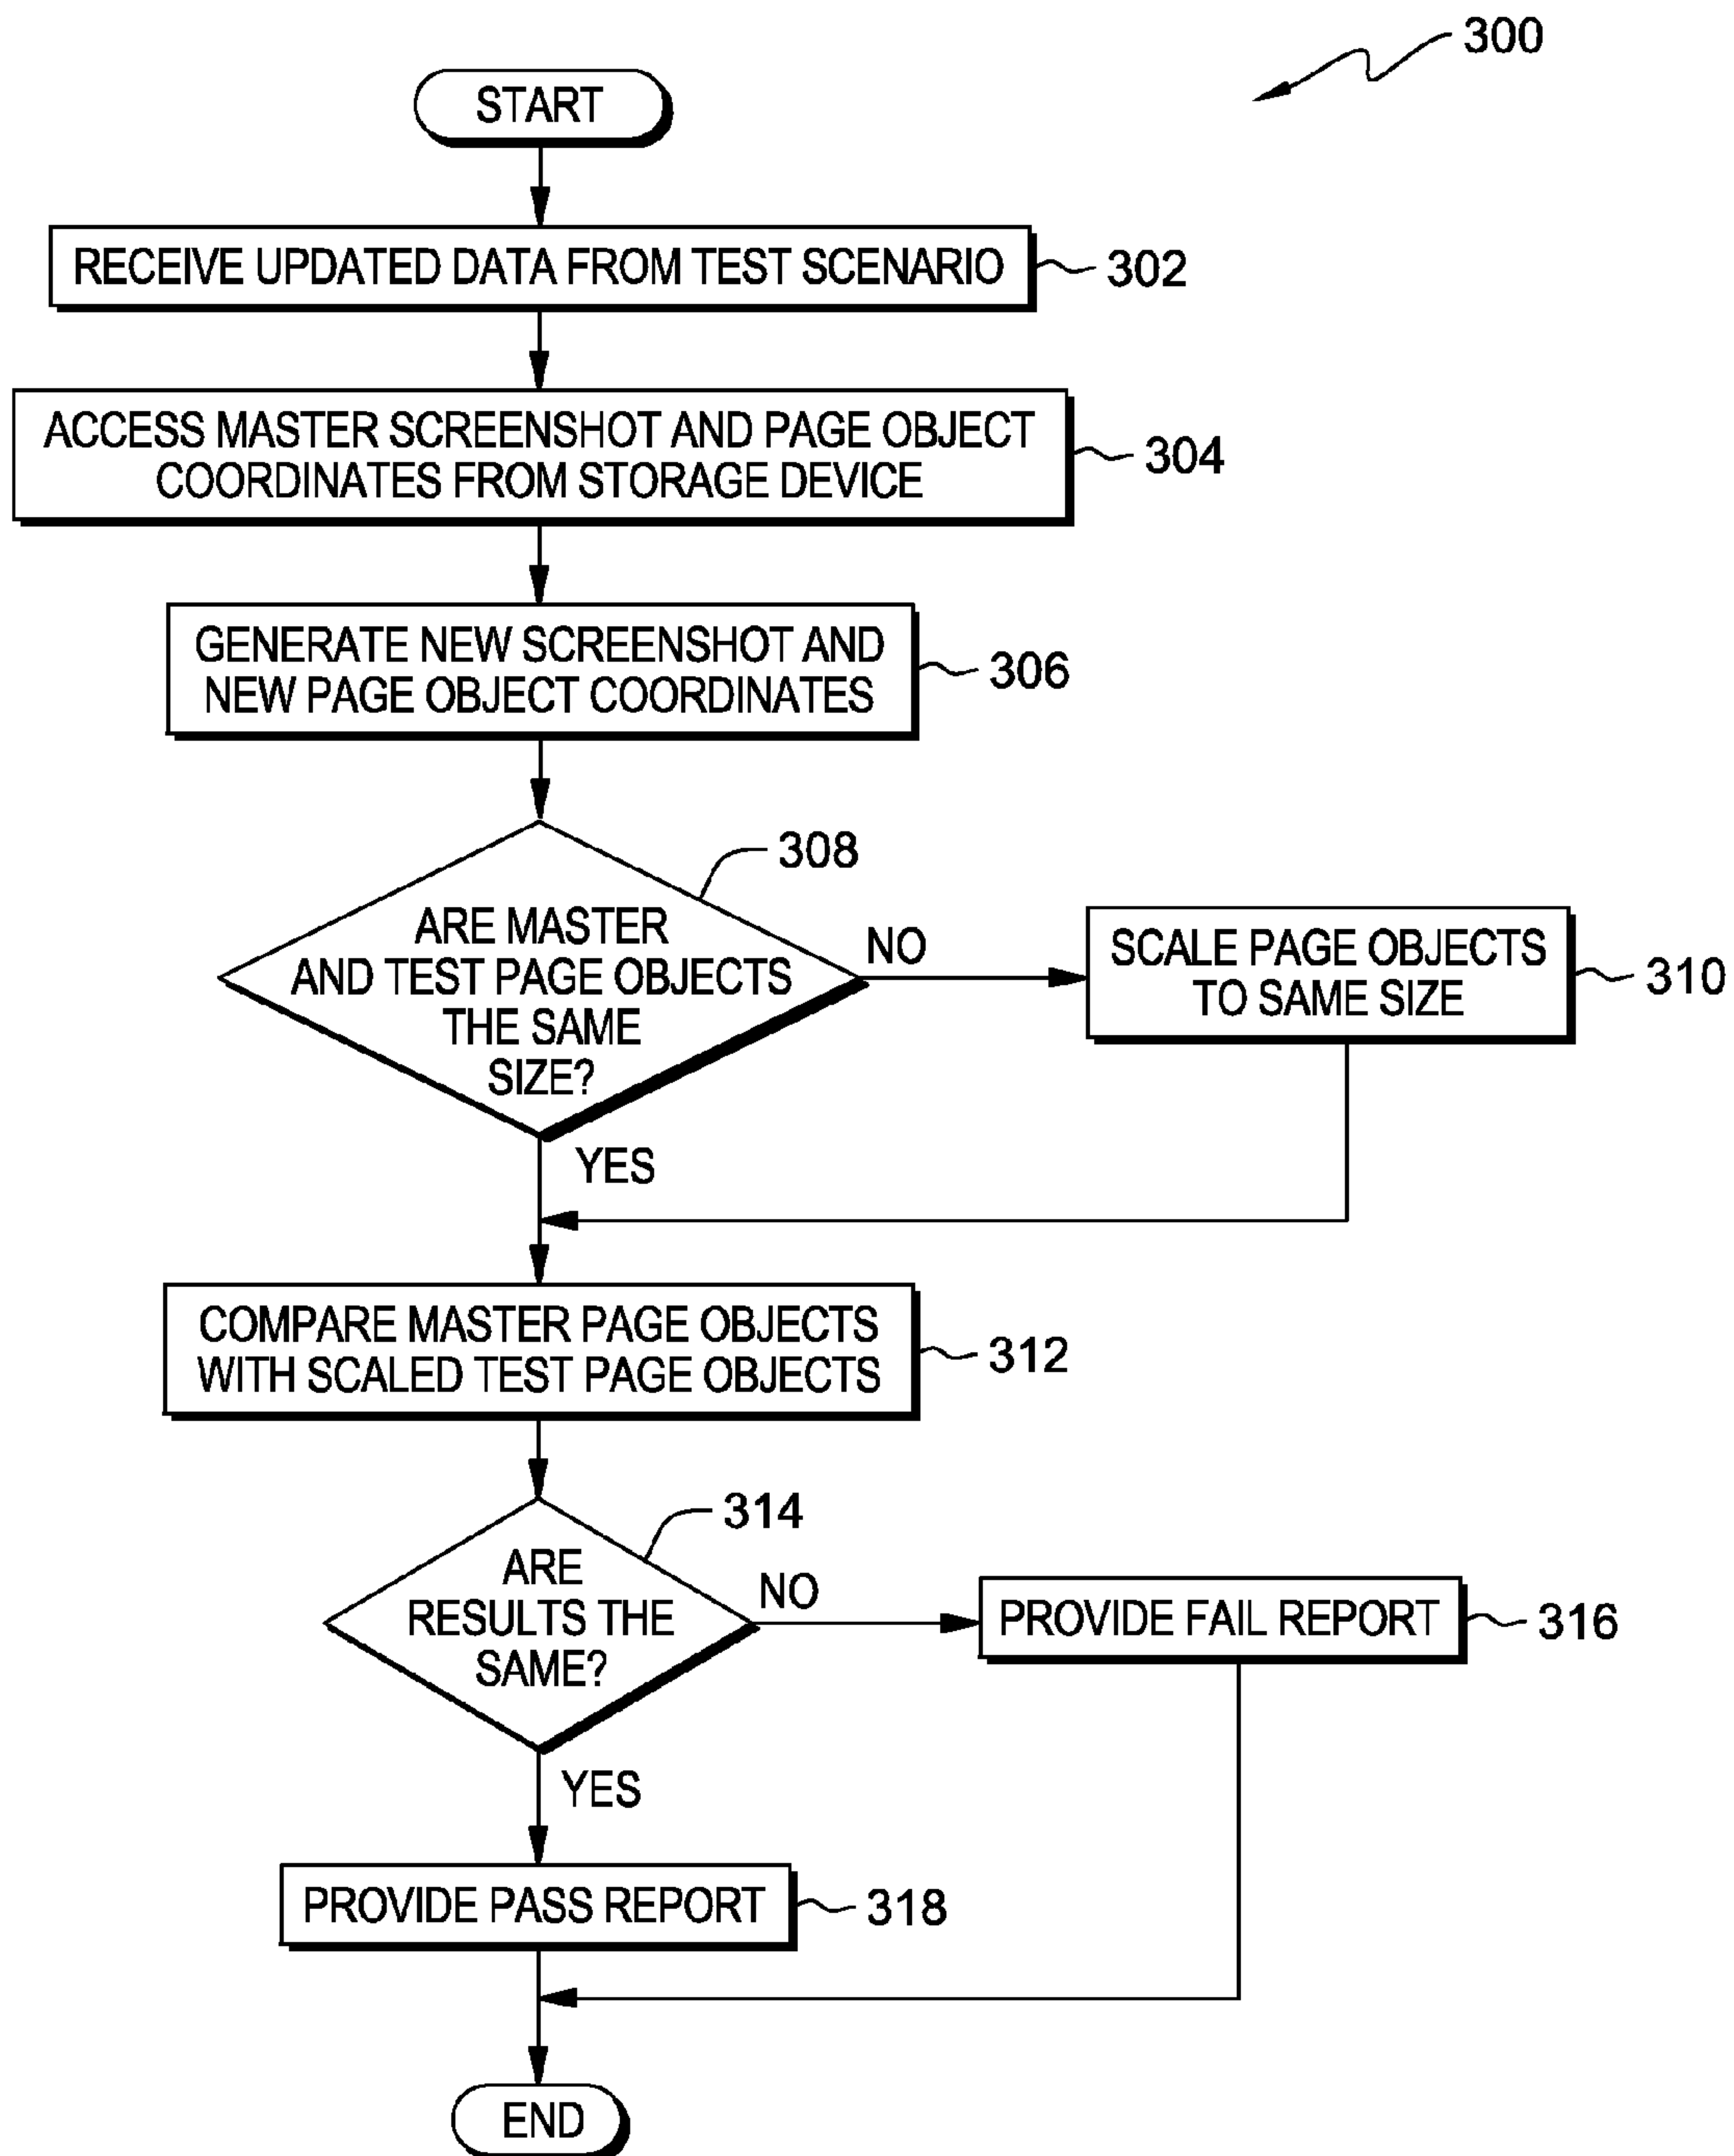 300
START
RECEIVE UPDATED DATA FROM TEST SCENARIO
302
ACCESS MASTER SCREENSHOT AND PAGE OBJECT
COORDINATES FROM STORAGE DEVICE
304
GENERATE NEW SCREENSHOT AND
NEW PAGE OBJECT COORDINATES
306
308
ARE MASTER
AND TEST PAGE OBJECTS
THE SAME
SIZE?
NO
SCALE PAGE OBJECTS
TO SAME SIZE
310
YES
COMPARE MASTER PAGE OBJECTS
WITH SCALED TEST PAGE OBJECTS
312
314
ARE
RESULTS THE
SAME?
NO
PROVIDE FAIL REPORT
316
YES
PROVIDE PASS REPORT
318
END